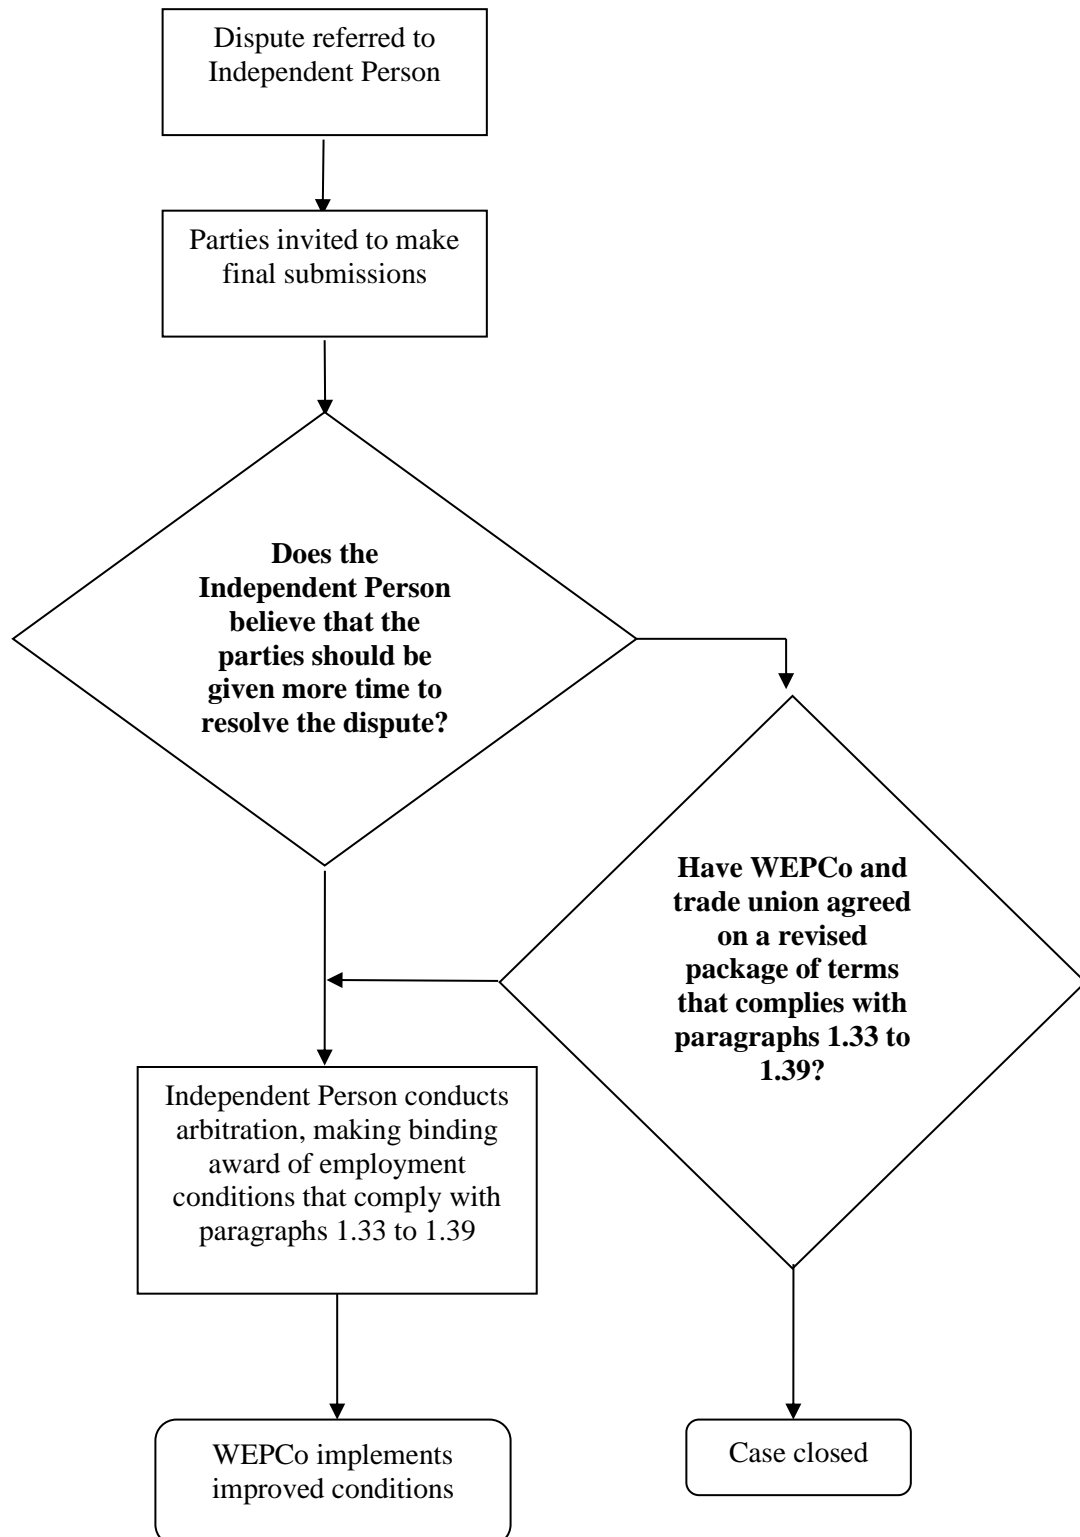 Dispute referred to
Independent Person
Parties invited to make
final submissions
Does the
Independent Person
believe that the
parties should be
given more time to
resolve the dispute?
Have WEPCo and
trade union agreed
on a revised
package of terms
that complies with
paragraphs 1.33 to
1.39?
Independent Person conducts
arbitration, making binding
award of employment
conditions that comply with
paragraphs 1.33 to 1.39
WEPCo implements
improved conditions
Case closed